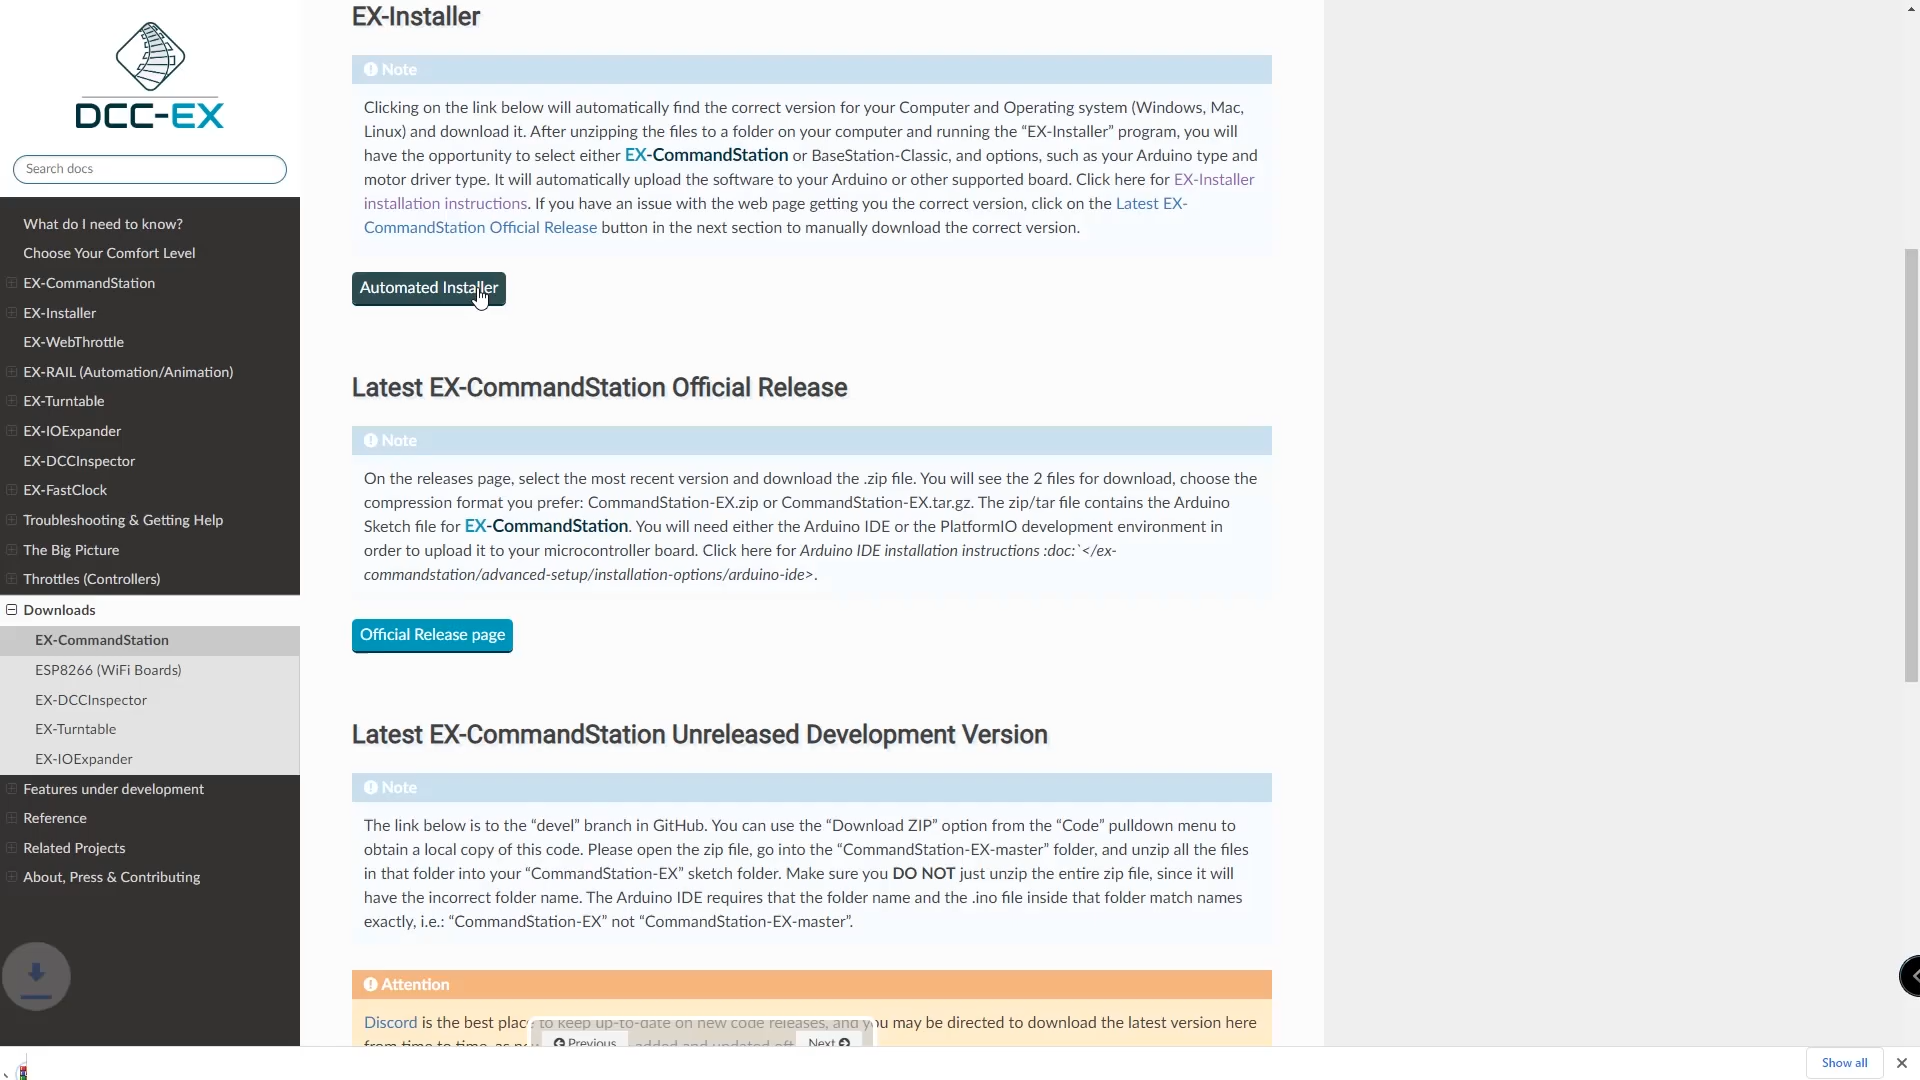 DCC-EX
Search docs
What do I need to know?
Choose Your Comfort Level
EX-CommandStation
EX-Installer
EX-WebThrottle
EX-RAIL (Automation/Animation)
EX-Turntable
EX-IOExpander
EX-DCCInspector
EX-FastClock
Troubleshooting & Getting Help
The Big Picture
Throttles (Controllers)
Downloads
EX-CommandStation
ESP8266 (WiFi Boards)
EX-DCCInspector
EX-Turntable
EX-IOExpander
Features under development
Reference
Related Projects
About, Press & Contributing
EX-Installer
Note
Clicking on the link below will automatically find the correct version for your Computer and Operating system (Windows, Mac,
Linux) and download it. After unzipping the files to a folder on your computer and running the “EX-Installer” program, you will
have the opportunity to select either EX-CommandStation or BaseStation-Classic, and options, such as your Arduino type and
motor driver type. It will automatically upload the software to your Arduino or other supported board. Click here for EX-Installer
installation instructions. If you have an issue with the web page getting you the correct version, click on the Latest EX-
CommandStation Official Release button in the next section to manually download the correct version.
Automated Installer
Latest EX-CommandStation Official Release
Note
On the releases page, select the most recent version and download the .zip file. You will see the 2 files for download, choose the
compression format you prefer: CommandStation-EX.zip or CommandStation-EX.tar.gz. The zip/tar file contains the Arduino
Sketch file for EX-CommandStation. You will need either the Arduino IDE or the PlatformIO development environment in
order to upload it to your microcontroller board. Click here for Arduino IDE installation instructions :doc:`</ex-
commandstation/advanced-setup/installation-options/arduino-ide>.
Official Release page
Latest EX-CommandStation Unreleased Development Version
Note
The link below is to the “devel” branch in GitHub. You can use the “Download ZIP” option from the “Code” pulldown menu to
obtain a local copy of this code. Please open the zip file, go into the “CommandStation-EX-master” folder, and unzip all the files
in that folder into your “CommandStation-EX” sketch folder. Make sure you DO NOT just unzip the entire zip file, since it will
have the incorrect folder name. The Arduino IDE requires that the folder name and the .ino file inside that folder match names
exactly, i.e.: “CommandStation-EX” not “CommandStation-EX-master”.
Attention
Discord is the best place to keep up-to-date on new code releases, and you may be directed to download the latest version here
from time to time, as added and updated
Previous
Next
Show all